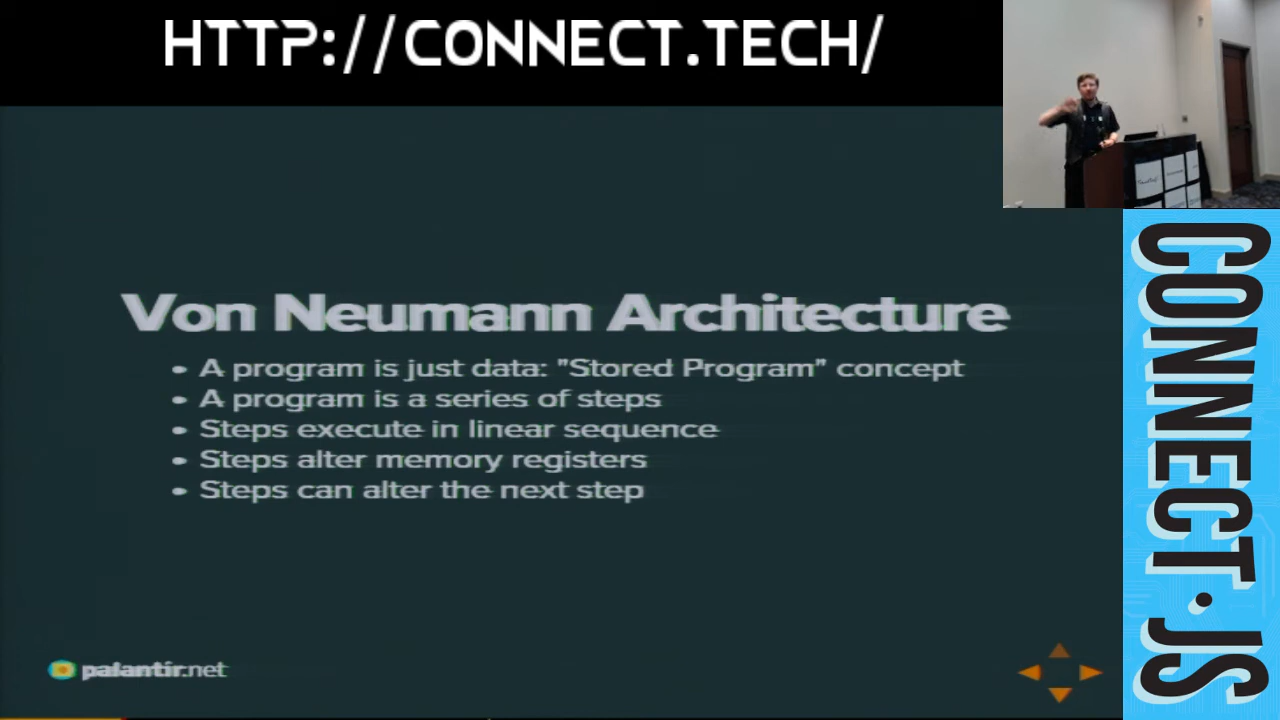 HTTP://CONNECT.TECH/
Von Neumann Architecture
• A program is just data: "Stored Program" concept
• A program is a series of steps
• Steps execute in linear sequence
• Steps alter memory registers
• Steps can alter the next step
palantir.net
CONNECT·JS